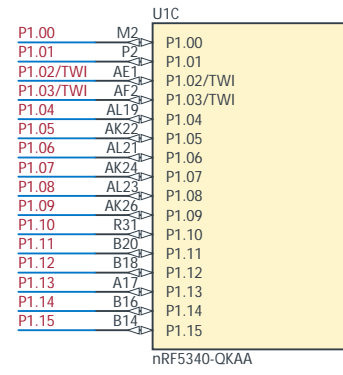 U1C
P1.00 M2 P1.00
P1.01 P2 P1.01
P1.02/TWI AE1 P1.02/TWI
P1.03/TWI AF2 P1.03/TWI
P1.04 AL19 P1.04
P1.05 AK22 P1.05
P1.06 AL21 P1.06
P1.07 AK24 P1.07
P1.08 AL23 P1.08
P1.09 AK26 P1.09
P1.10 R31 P1.10
P1.11 B20 P1.11
P1.12 B18 P1.12
P1.13 A17 P1.13
P1.14 B16 P1.14
P1.15 B14 P1.15
nRF5340-QKAA